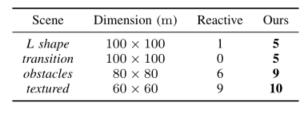 Scene Dimension (m) Reactive Ours
L shape 100 × 100 1 5
transition 100 × 100 0 5
obstacles 80 × 80 6 9
textured 60 × 60 9 10